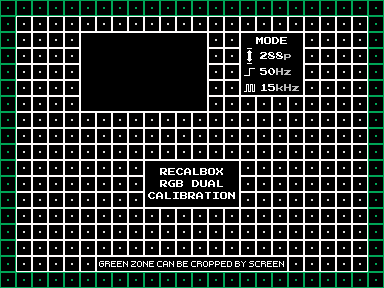 MODE
288p
50Hz
15kHz
RECALBOX
RGB DUAL
CALIBRATION
GREEN ZONE CAN BE CROPPED BY SCREEN